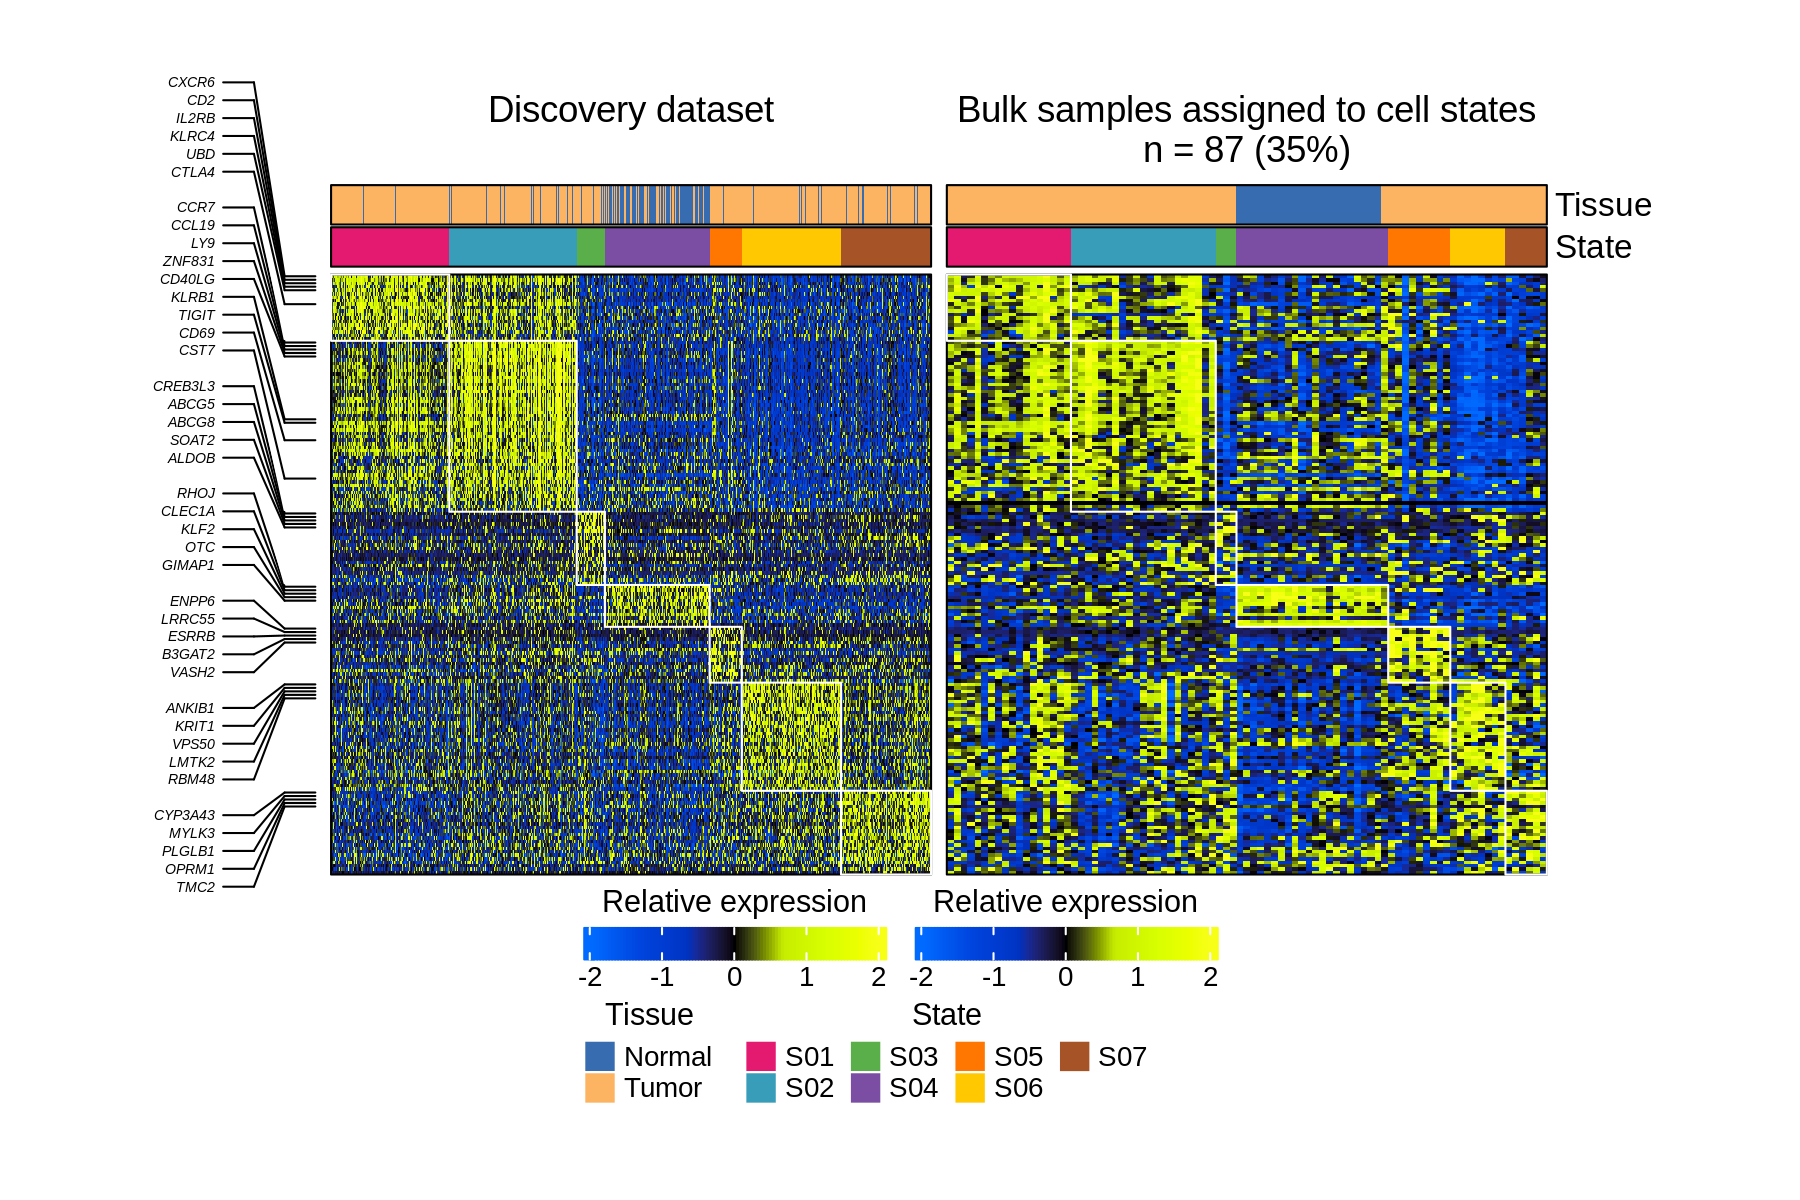 CXCR6
CD2
IL2RB
KLRC4
UBD
CTLA4
CCR7
CCL19
LY9
ZNF831
CD40LG
KLRB1
TIGIT
CD69
CST7
CREB3L3
ABCG5
ABCG8
SOAT2
ALDOB
RHOJ
CLEC1A
KLF2
OTC
GIMAP1
ENPP6
LRRC55
ESRRB
B3GAT2
VASH2
ANKIB1
KRIT1
VPS50
LMTK2
RBM48
CYP3A43
MYLK3
PLGLB1
OPRM1
TMC2
Discovery dataset
Bulk samples assigned to cell states
n = 87 (35%)
Tissue
State
Relative expression
-2 -1 0 1 2
Relative expression
-2 -1 0 1 2
Tissue
Normal
Tumor
State
S01 S03 S05 S07
S02 S04 S06